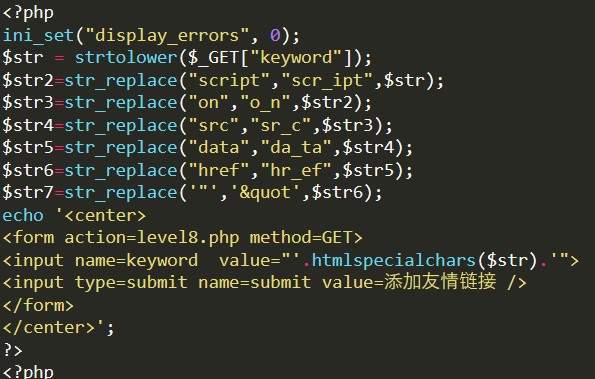 <?php
ini_set("display_errors", 0);
$str = strtolower($_GET["keyword"]);
$str2=str_replace("script","scr_ipt",$str);
$str3=str_replace("on","o_n",$str2);
$str4=str_replace("src","sr_c",$str3);
$str5=str_replace("data","da_ta",$str4);
$str6=str_replace("href","hr_ef",$str5);
$str7=str_replace('"','&quot',$str6);
echo '<center>
<form action=level8.php method=GET>
<input name=keyword  value="'.htmlspecialchars($str).'">
<input type=submit name=submit value=添加友情链接 />
</form>
</center>';
?>
<?php